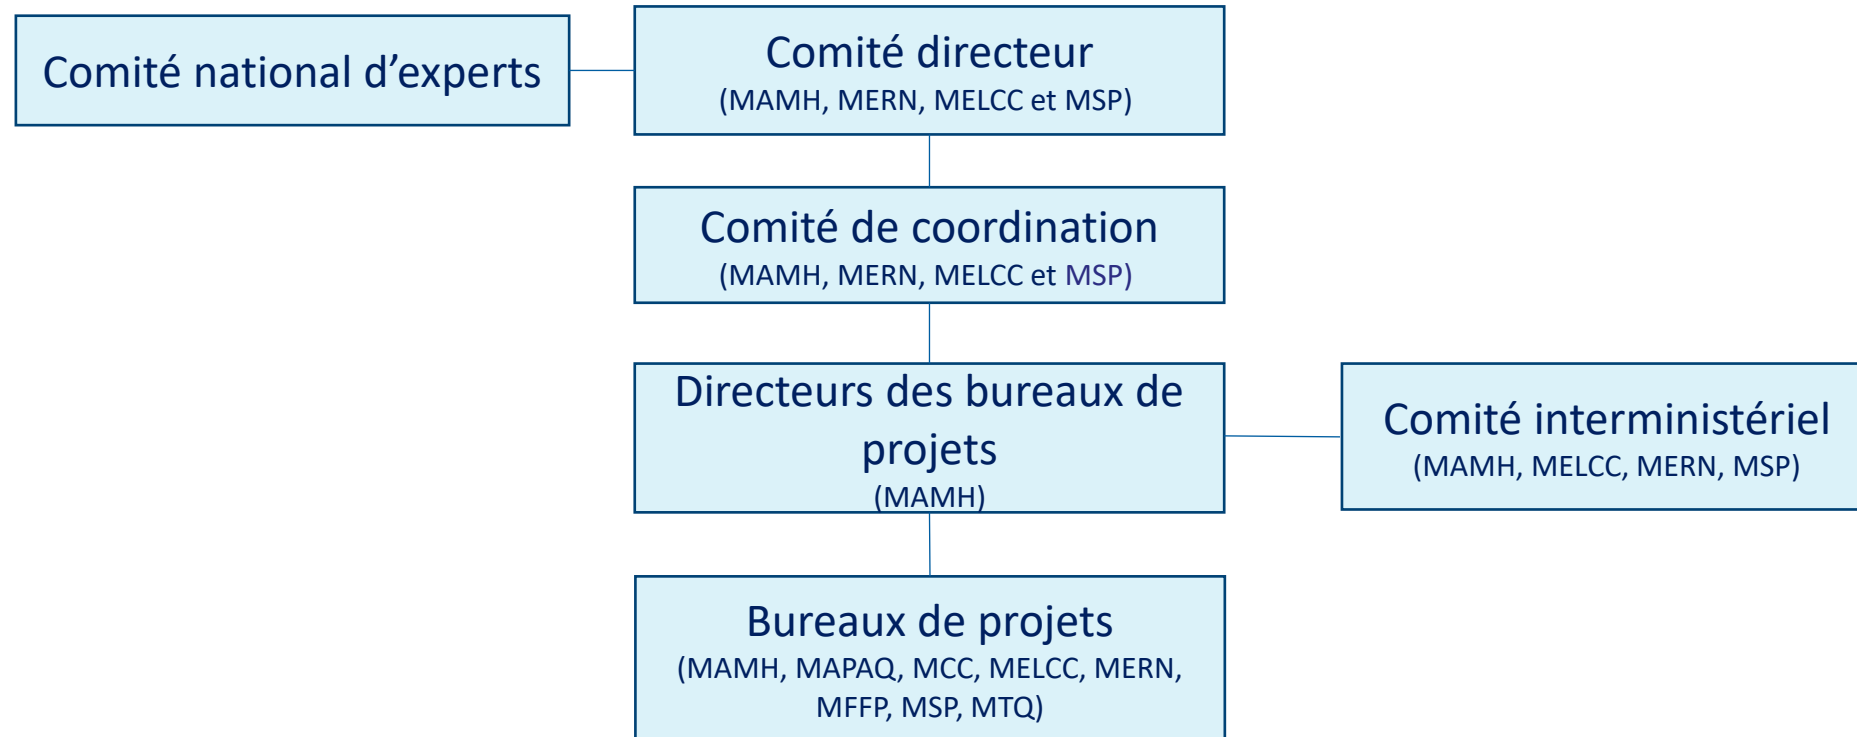 Comité national d’experts
Comité directeur
(MAMH, MERN, MELCC et MSP)
Comité de coordination
(MAMH, MERN, MELCC et MSP)
Directeurs des bureaux de
projets
(MAMH)
Comité interministériel
(MAMH, MELCC, MERN, MSP)
Bureaux de projets
(MAMH, MAPAQ, MCC, MELCC, MERN,
MFFP, MSP, MTQ)